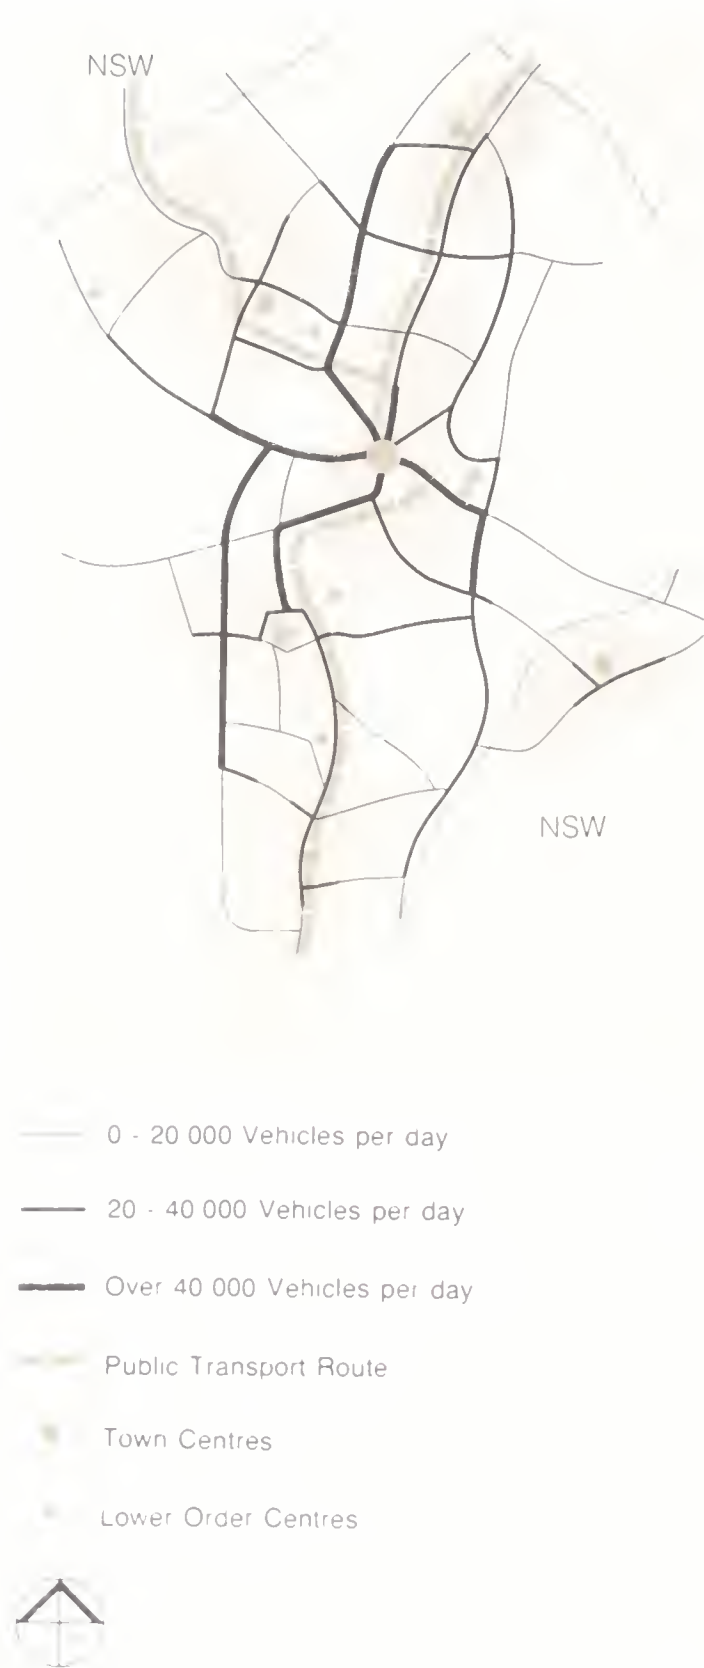 NSW
NSW
0 - 20 000 Vehicles per day
20 - 40 000 Vehicles per day
Over 40 000 Vehicles per day
Public Transport Route
Town Centres
Lower Order Centres